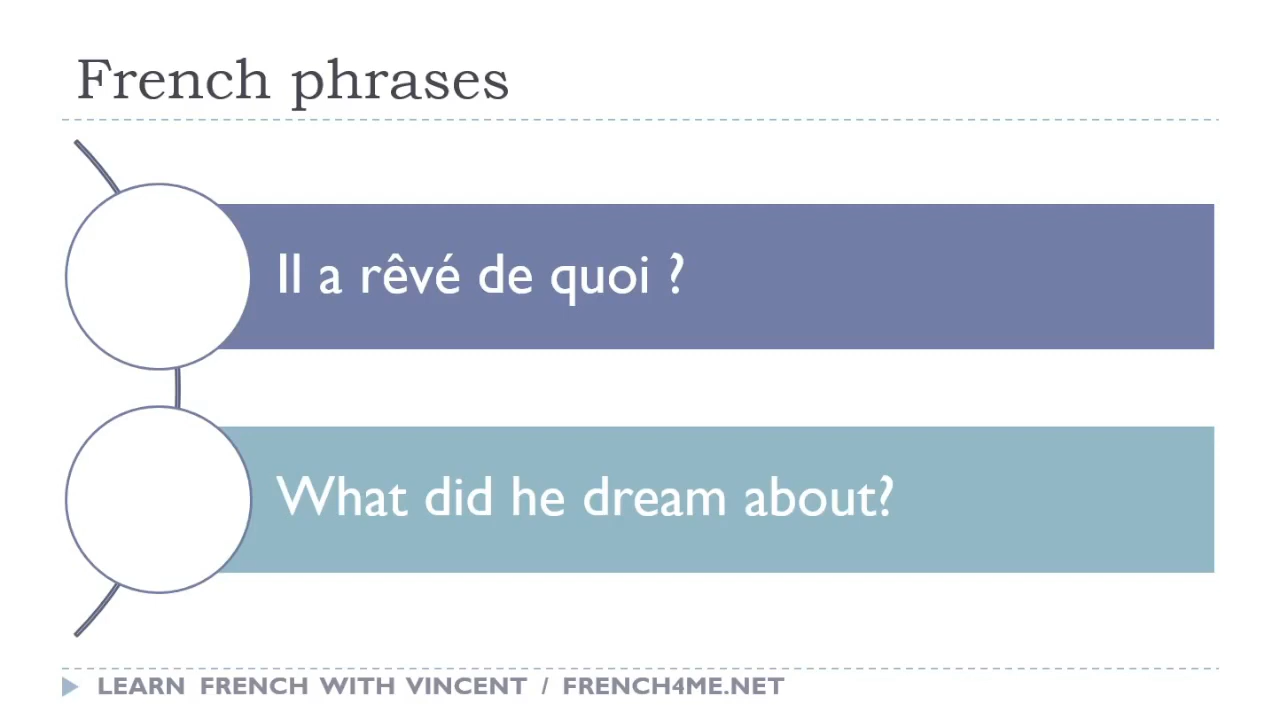 French phrases
Il a rêvé de quoi ?
What did he dream about?
LEARN FRENCH WITH VINCENT / FRENCH4ME.NET